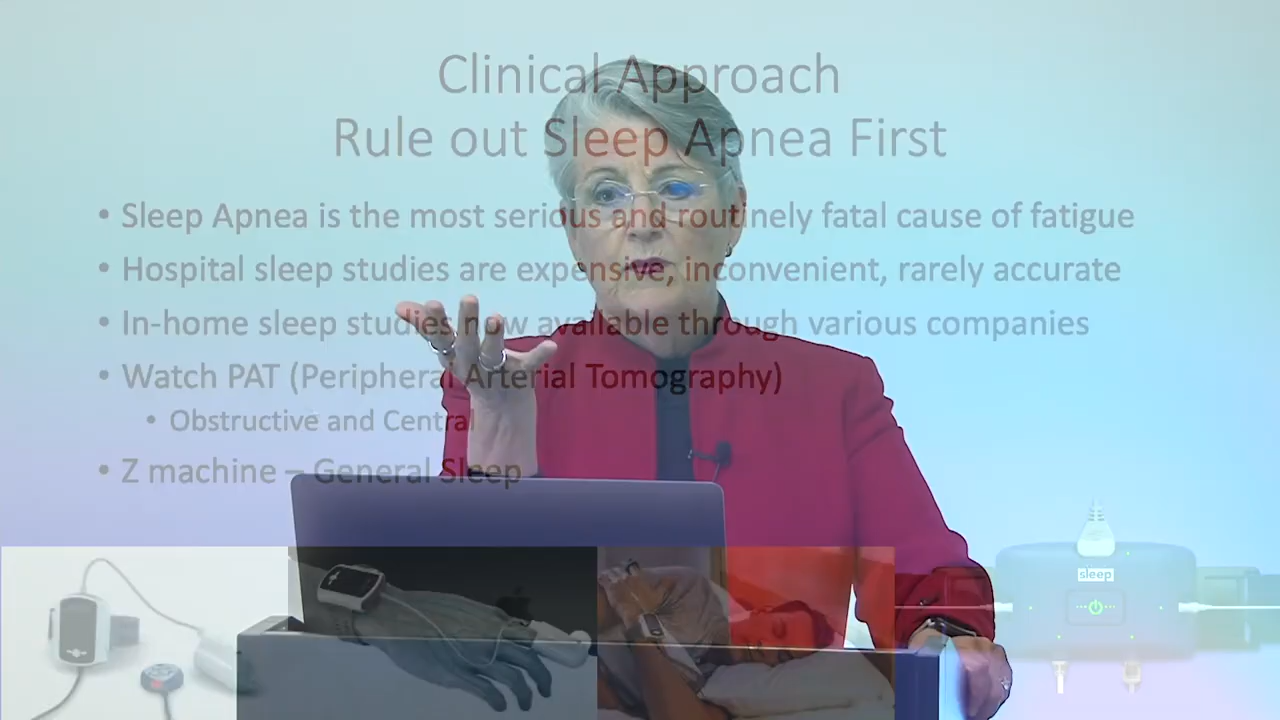 Clinical Approach
Rule out Sleep Apnea First
• Sleep Apnea is the most serious and routinely fatal cause of fatigue
• Hospital sleep studies are expensive, inconvenient, rarely accurate
• In-home sleep studies now available through various companies
• Watch PAT (Peripheral Arterial Tomography)
• Obstructive and Central
• Z machine – General Sleep
sleep